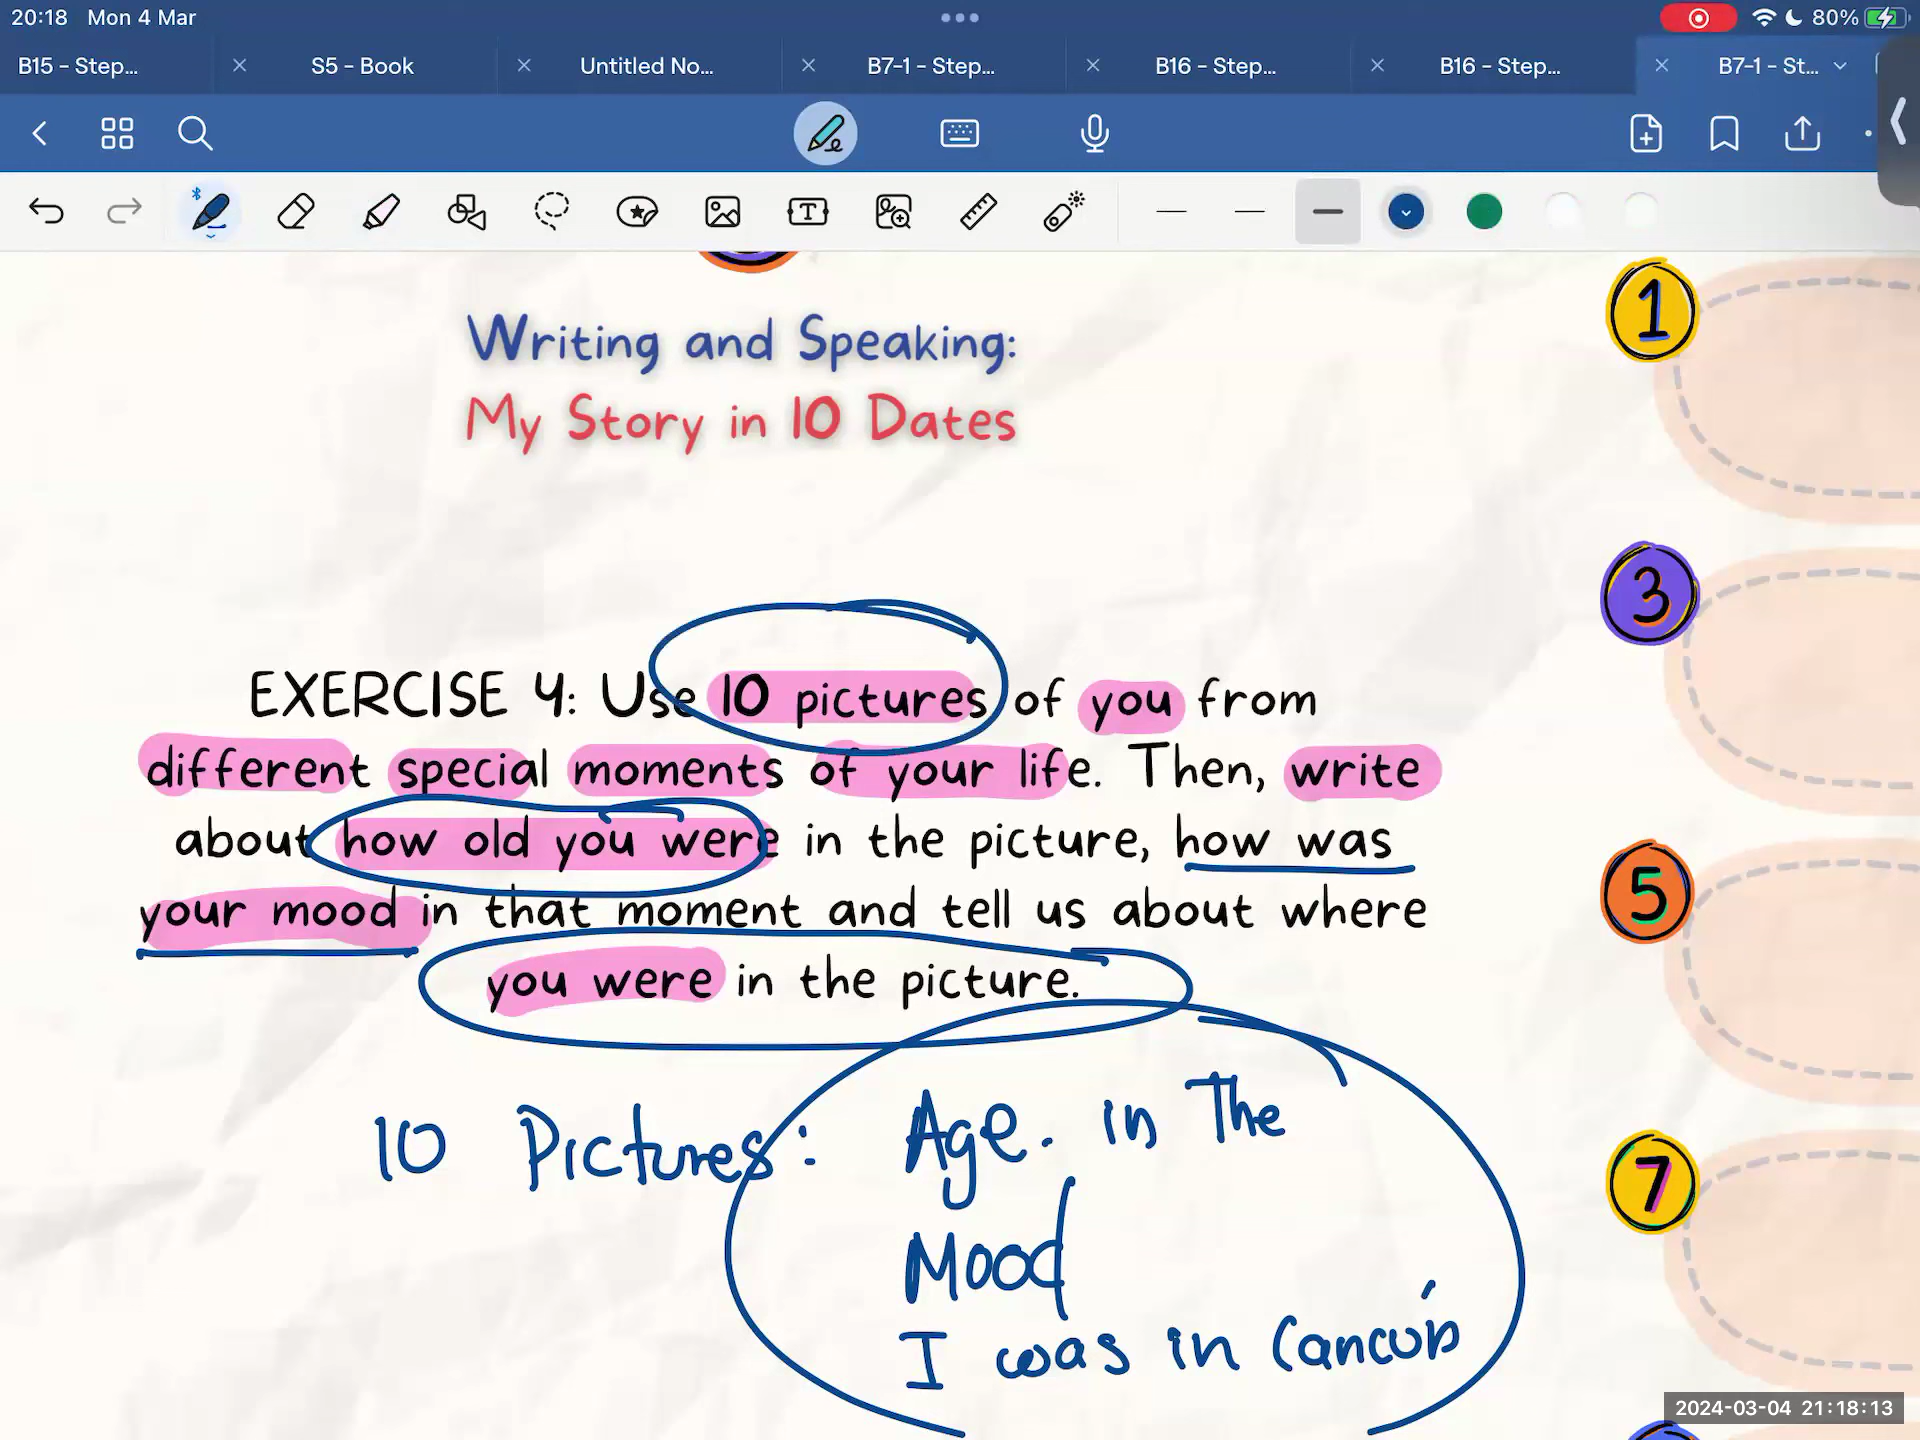 20:18 Mon 4 Mar
80%
B15 - Step...
S5 - Book
Untitled No...
B7-1 - Step...
B16 - Step...
B16 - Step...
B7-1 - St...
Writing and Speaking:
My Story in 10 Dates
EXERCISE 4: Use 10 pictures of you from
different special moments of your life. Then, write
about how old you were in the picture, how was
your mood in that moment and tell us about where
you were in the picture.
10 Pictures: Age. in The
Mood
I was in Cancún
1
3
5
7
2024-03-04 21:18:13